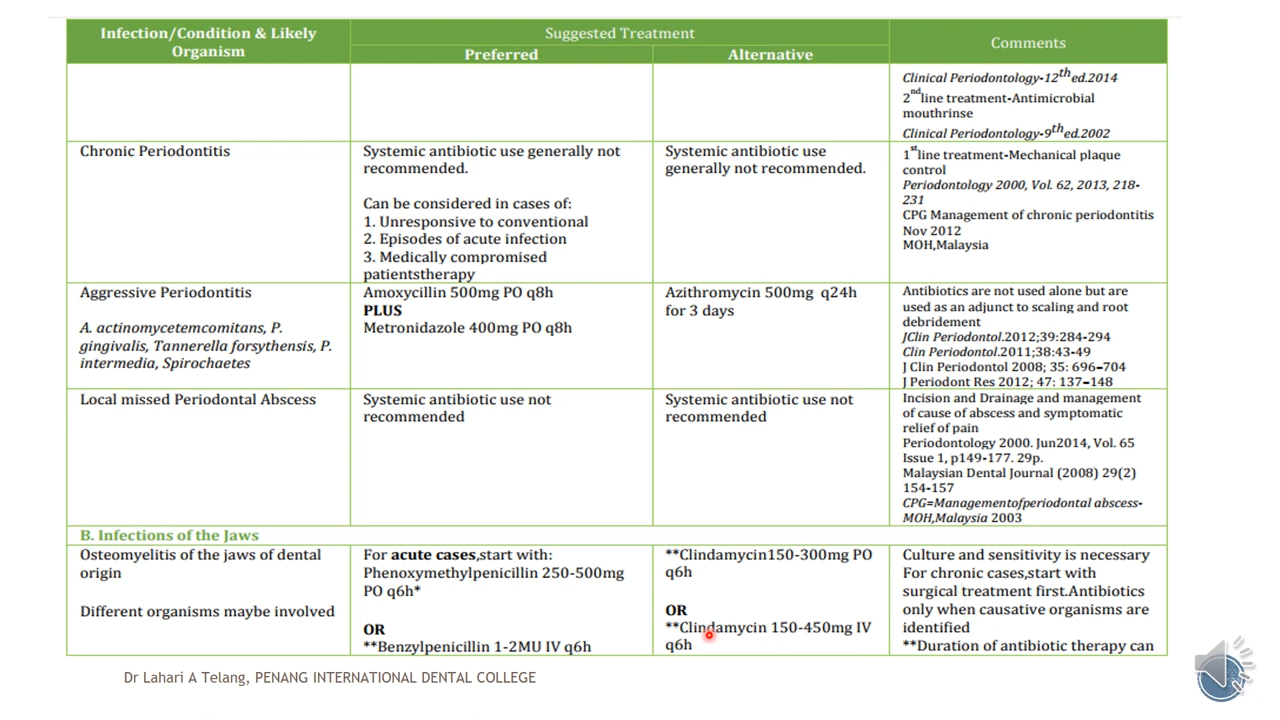 Infection/Condition & Likely
Organism
Suggested Treatment
Preferred
Alternative
Comments
Clinical Periodontology-12thed.2014
2ndline treatment-Antimicrobial
mouthrinse
Clinical Periodontology-9thed.2002
Chronic Periodontitis
Systemic antibiotic use generally not
recommended.
Can be considered in cases of:
1. Unresponsive to conventional
2. Episodes of acute infection
3. Medically compromised
patientstherapy
Systemic antibiotic use
generally not recommended.
1stline treatment-Mechanical plaque
control
Periodontology 2000, Vol. 62, 2013, 218-
231
CPG Management of chronic periodontitis
Nov 2012
MOH,Malaysia
Aggressive Periodontitis
A. actinomycetemcomitans, P.
gingivalis, Tannerella forsythensis, P.
intermedia, Spirochaetes
Amoxycillin 500mg PO q8h
PLUS
Metronidazole 400mg PO q8h
Azithromycin 500mg q24h
for 3 days
Antibiotics are not used alone but are
used as an adjunct to scaling and root
debridement
JClin Periodontol.2012;39:284-294
Clin Periodontol.2011;38:43-49
J Clin Periodontol 2008; 35: 696–704
J Periodont Res 2012; 47: 137–148
Local missed Periodontal Abscess
Systemic antibiotic use not
recommended
Systemic antibiotic use not
recommended
Incision and Drainage and management
of cause of abscess and symptomatic
relief of pain
Periodontology 2000. Jun2014, Vol. 65
Issue 1, p149-177. 29p.
Malaysian Dental Journal (2008) 29(2)
154-157
CPG=Managementofperiodontal abscess-
MOH,Malaysia 2003
B. Infections of the Jaws
Osteomyelitis of the jaws of dental
origin
Different organisms maybe involved
For acute cases,start with:
Phenoxymethylpenicillin 250-500mg
PO q6h*
OR
**Benzylpenicillin 1-2MU IV q6h
**Clindamycin150-300mg PO
q6h
OR
**Clindamycin 150-450mg IV
q6h
Culture and sensitivity is necessary
For chronic cases,start with
surgical treatment first.Antibiotics
only when causative organisms are
identified
**Duration of antibiotic therapy can
Dr Lahari A Telang, PENANG INTERNATIONAL DENTAL COLLEGE